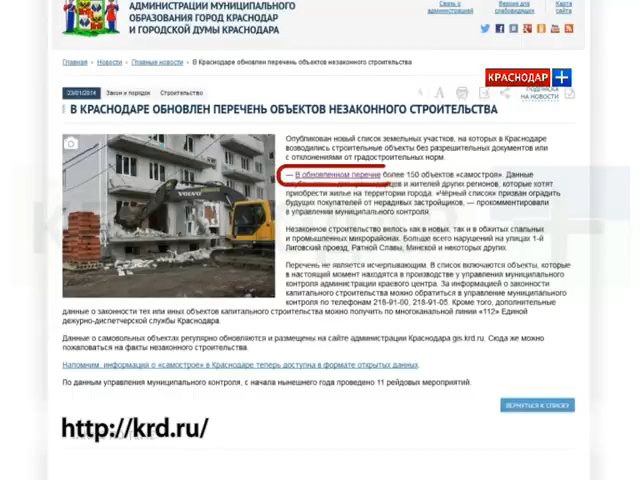 АДМИНИСТРАЦИИ МУНИЦИПАЛЬНОГО
ОБРАЗОВАНИЯ ГОРОД КРАСНОДАР
И ГОРОДСКОЙ ДУМЫ КРАСНОДАРА
Связь с администрацией
Версия для слабовидящих
Карта сайта
Главная → Новости → Главные новости → В Краснодаре обновлен перечень объектов незаконного строительства
КРАСНОДАР +
ПОДПИСКА
НА НОВОСТИ
23/01/2014 Закон и порядок Строительство
В КРАСНОДАРЕ ОБНОВЛЕН ПЕРЕЧЕНЬ ОБЪЕКТОВ НЕЗАКОННОГО СТРОИТЕЛЬСТВА
Опубликован новый список земельных участков, на которых в Краснодаре
возводились строительные объекты без разрешительных документов или
с отклонениями от градостроительных норм.
— В обновленном перечне более 150 объектов «самостроя». Данные
и жителей других регионов, которые хотят
приобрести жилье на территории города. «Чёрный список» призван оградить
будущих покупателей от нерадивых застройщиков, — прокомментировали
в управлении муниципального контроля.
Незаконное строительство велось как в новых, так и в обжитых спальных
и промышленных микрорайонах. Больше всего нарушений на улицах 1-й
Лиговский проезд, Ратной Славы, Минской и некоторых других.
Перечень не является исчерпывающим. В список включаются объекты, которые
в настоящий момент находятся в производстве у управления муниципального
контроля администрации краевого центра. За информацией о законности
капитального строительства можно обратиться в управление муниципального
контроля по телефонам 218-91-00, 218-91-05. Кроме того, дополнительные
данные о законности тех или иных объектов капитального строительства можно получить по многоканальной линии «112» Единой
дежурно-диспетчерской службы Краснодара.
Данные о самовольных объектах регулярно обновляются и размещены на сайте администрации Краснодара gis.krd.ru. Сюда же можно
пожаловаться на факты незаконного строительства.
Напомним, информация о «самострое» в Краснодаре теперь доступна в формате открытых данных.
По данным управления муниципального контроля, с начала нынешнего года проведено 11 рейдовых мероприятий.
ВЕРНУТЬСЯ К СПИСКУ
http://krd.ru/